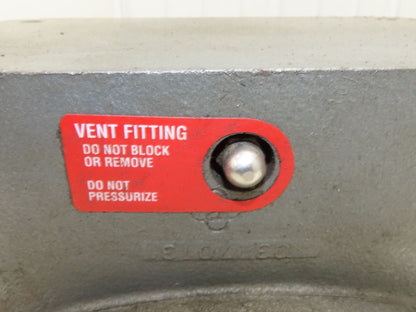 VENT FITTING
DO NOT BLOCK
OR REMOVE
DO NOT
PRESSURIZE